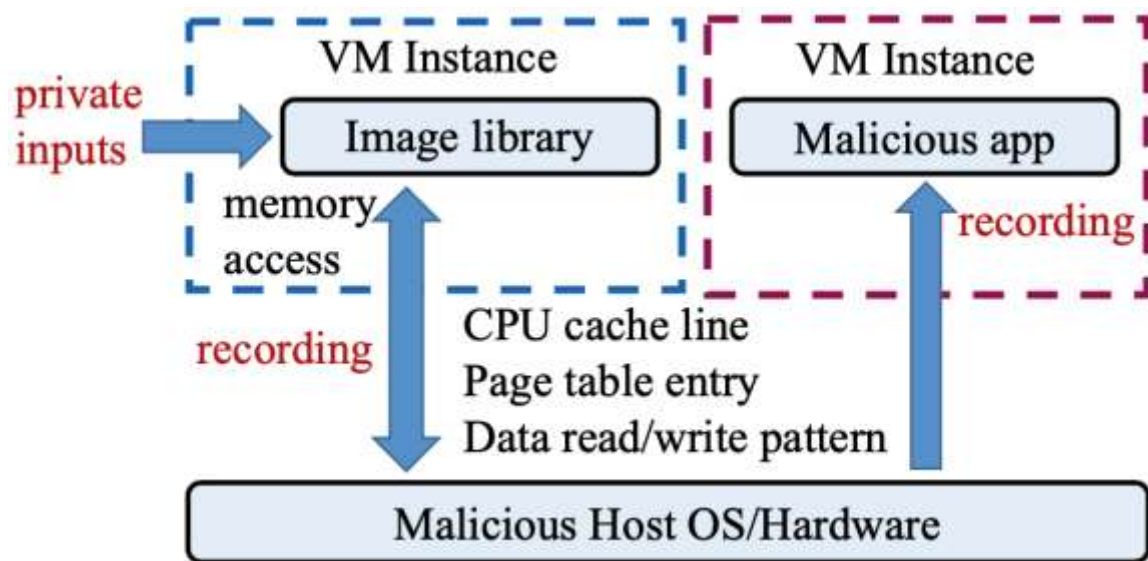 VM Instance
private
inputs
Image library
memory
access
VM Instance
Malicious app
recording
recording
CPU cache line
Page table entry
Data read/write pattern
Malicious Host OS/Hardware